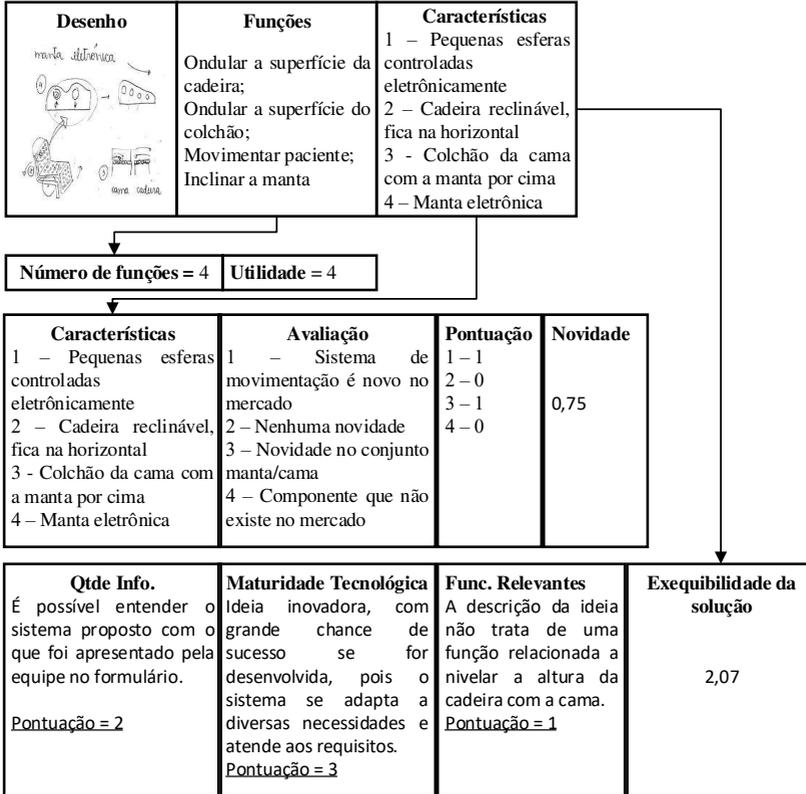 Desenho
manta eletrônica
4
1
2
3
cama cadeira
Funções
Ondular a superfície da
cadeira;
Ondular a superfície do
colchão;
Movimentar paciente;
Inclinar a manta
Características
1 – Pequenas esferas
controladas
eletrônicamente
2 – Cadeira reclinável,
fica na horizontal
3 - Colchão da cama
com a manta por cima
4 – Manta eletrônica
Número de funções = 4
Utilidade = 4
Características
1 – Pequenas esferas
controladas
eletrônicamente
2 – Cadeira reclinável,
fica na horizontal
3 - Colchão da cama com
a manta por cima
4 – Manta eletrônica
Avaliação
1 – Sistema de
movimentação é novo no
mercado
2 – Nenhuma novidade
3 – Novidade no conjunto
manta/cama
4 – Componente que não
existe no mercado
Pontuação
1 – 1
2 – 0
3 – 1
4 – 0
Novidade
0,75
Qtde Info.
É possível entender o
sistema proposto com o
que foi apresentado pela
equipe no formulário.
Pontuação = 2
Maturidade Tecnológica
Ideia inovadora, com
grande chance de
sucesso se for
desenvolvida, pois o
sistema se adapta a
diversas necessidades e
atende aos requisitos.
Pontuação = 3
Func. Relevantes
A descrição da ideia
não trata de uma
função relacionada a
nivelar a altura da
cadeira com a cama.
Pontuação = 1
Exequibilidade da
solução
2,07